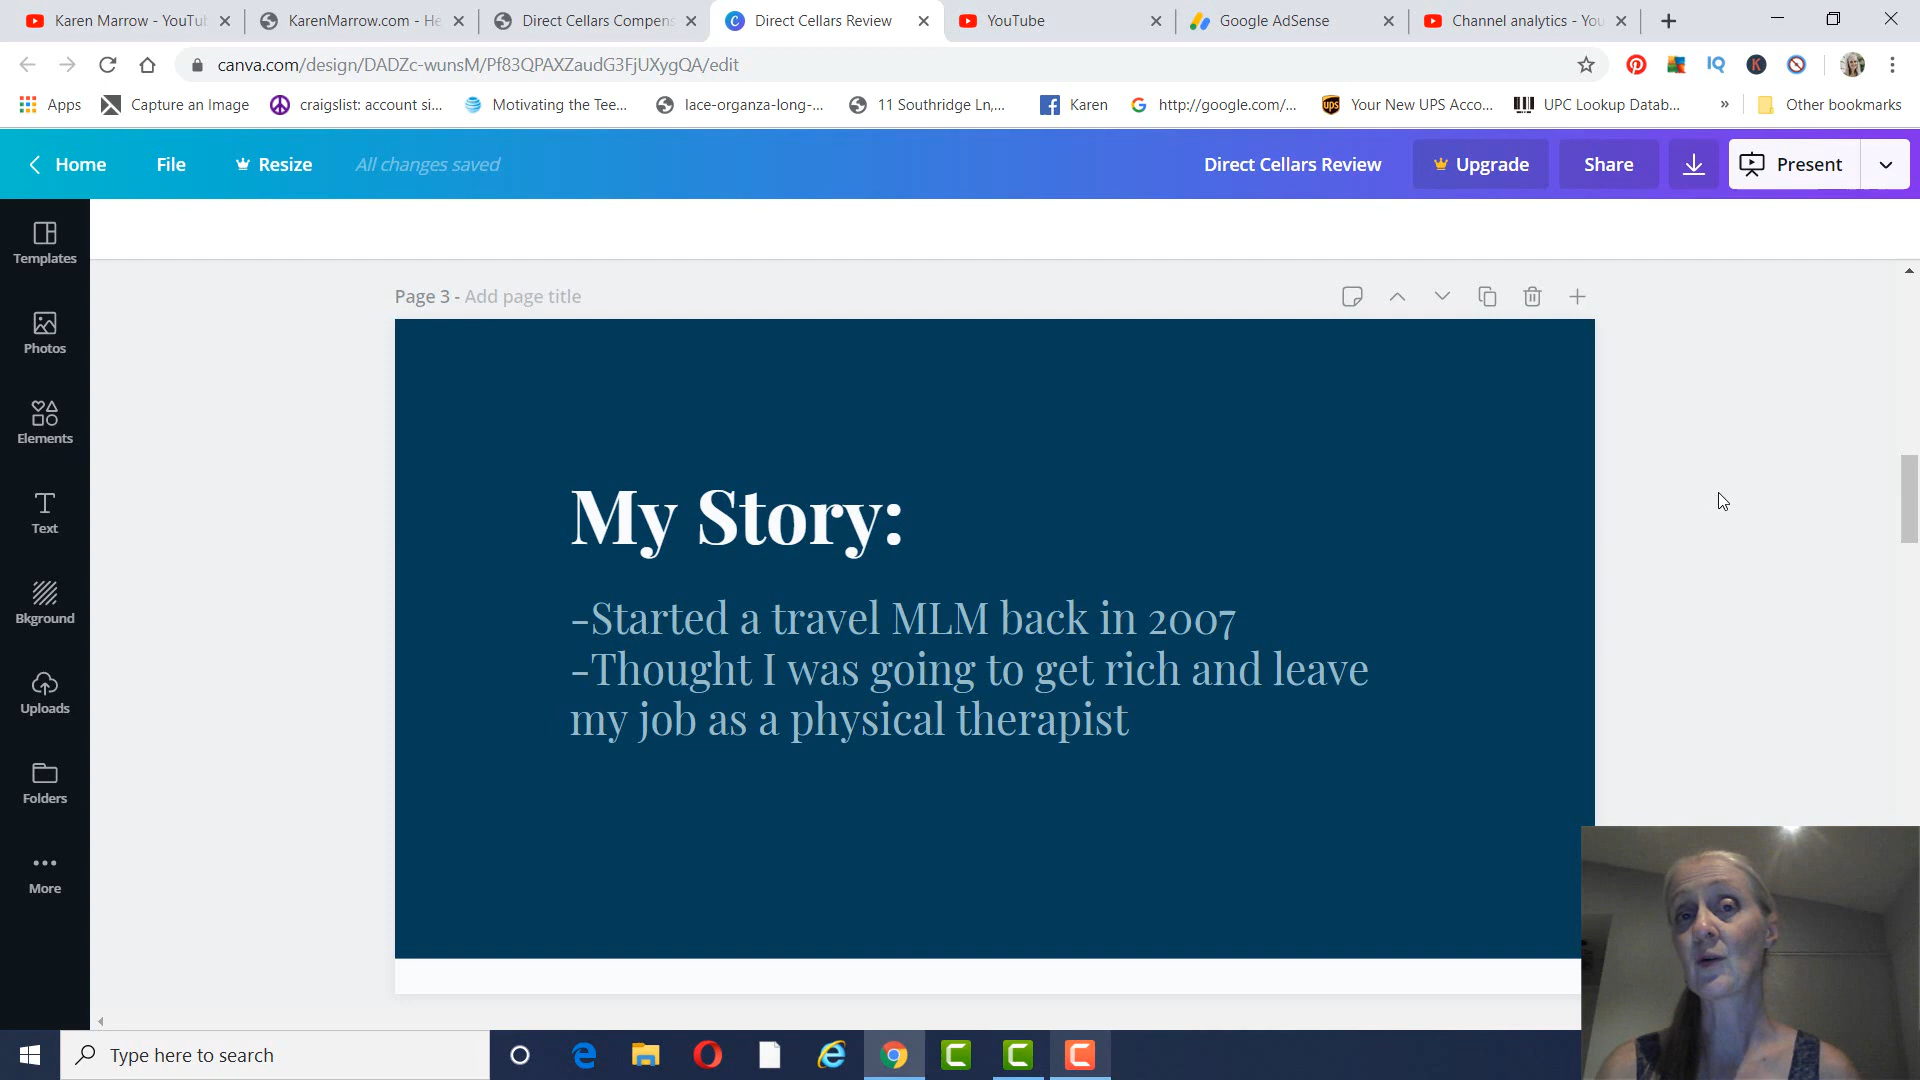 Karen Marrow - YouTu
KarenMarrow.com - He
Direct Cellars Compens
Direct Cellars Review
YouTube
Google AdSense
Channel analytics - You
canva.com/design/DADZc-wunsM/Pf83QPAXZaudG3FjUXygQA/edit
Apps
Capture an Image
craigslist: account si...
Motivating the Tee...
lace-organza-long-...
11 Southridge Ln,...
Karen
http://google.com/...
Your New UPS Acco...
UPC Lookup Datab...
»
Other bookmarks
Home
File
Resize
All changes saved
Direct Cellars Review
Upgrade
Share
Present
Templates
Photos
Elements
Text
Bkground
Uploads
Folders
More
Page 3 - Add page title
My Story:
-Started a travel MLM back in 2007
-Thought I was going to get rich and leave
my job as a physical therapist
Type here to search